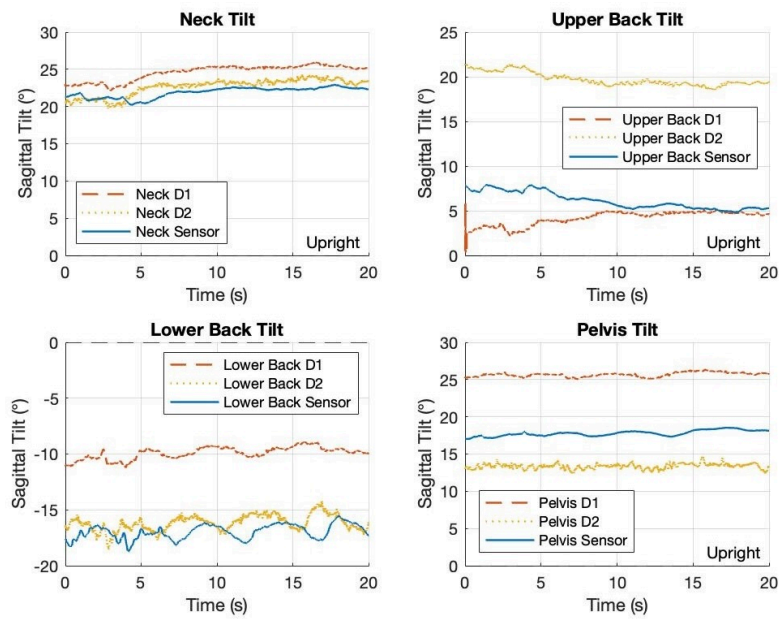 Neck Tilt
30
25
20
15
10
5
0
Sagittal Tilt (°)
Neck D1
Neck D2
Neck Sensor
Upright
0 5 10 15 20
Time (s)
Upper Back Tilt
25
20
15
10
5
0
Sagittal Tilt (°)
Upper Back D1
Upper Back D2
Upper Back Sensor
Upright
0 5 10 15 20
Time (s)
Lower Back Tilt
0
-5
-10
-15
-20
Sagittal Tilt (°)
Lower Back D1
Lower Back D2
Lower Back Sensor
0 5 10 15 20
Time (s)
Pelvis Tilt
30
25
20
15
10
5
0
Sagittal Tilt (°)
Pelvis D1
Pelvis D2
Pelvis Sensor
Upright
0 5 10 15 20
Time (s)